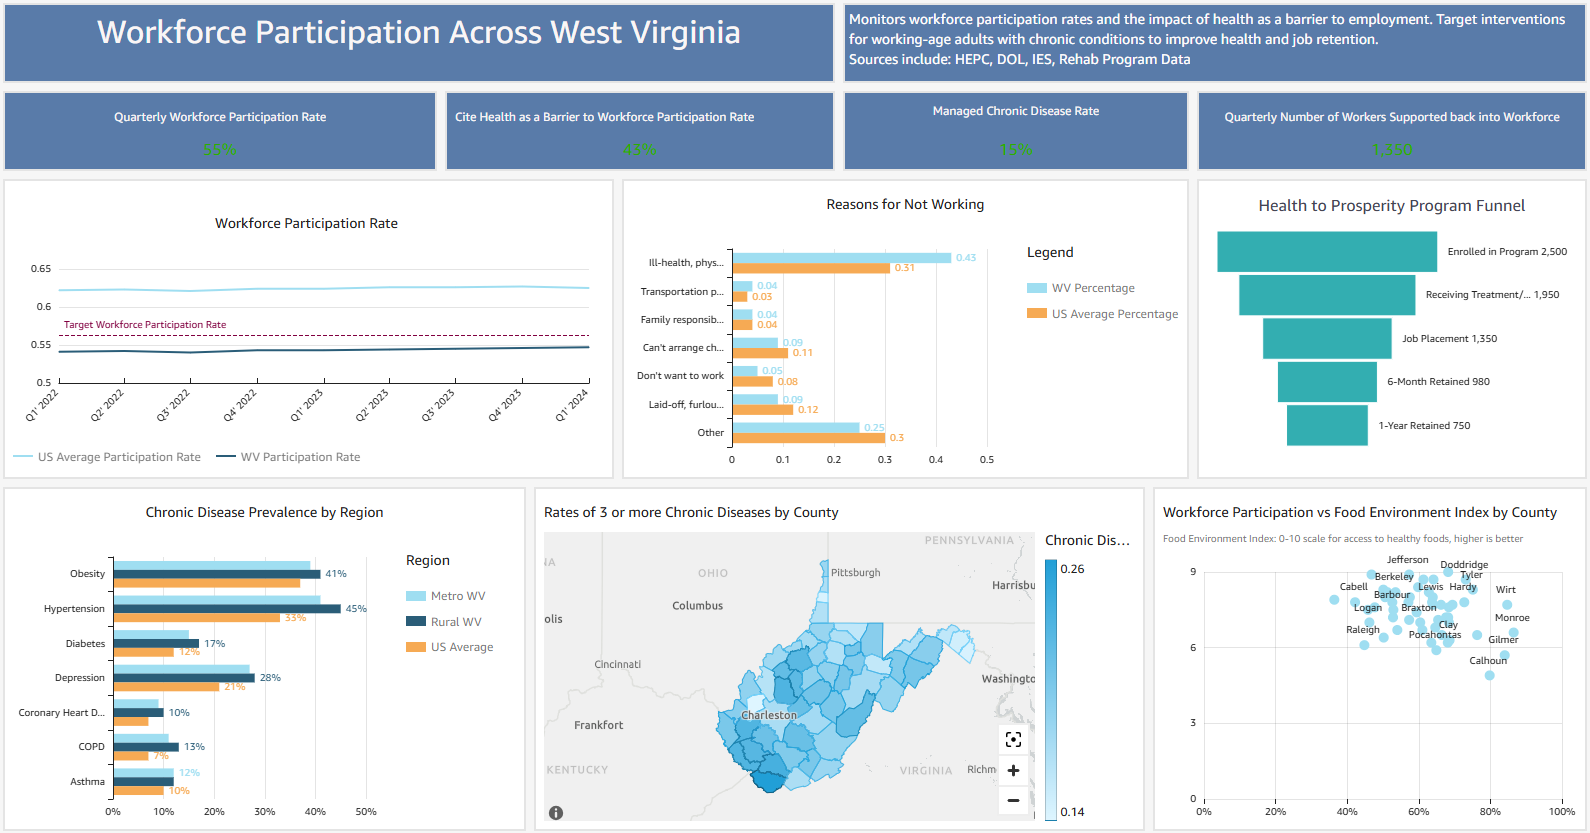 Workforce Participation Across West Virginia
Monitors workforce participation rates and the impact of health as a barrier to employment. Target interventions
for working-age adults with chronic conditions to improve health and job retention.
Sources include: HEPC, DOL, IES, Rehab Program Data
Quarterly Workforce Participation Rate
55%
Cite Health as a Barrier to Workforce Participation Rate
43%
Managed Chronic Disease Rate
15%
Quarterly Number of Workers Supported back into Workforce
1,350
Workforce Participation Rate
0.65
0.6
Target Workforce Participation Rate
0.55
0.5
Q1' 2022
Q2' 2022
Q3' 2022
Q4' 2022
Q1' 2023
Q2' 2023
Q3' 2023
Q4' 2023
Q1' 2024
US Average Participation Rate
WV Participation Rate
Reasons for Not Working
Ill-health, phys...
0.43
0.31
Transportation p...
0.04
0.03
Family responsib...
0.04
0.04
Can't arrange ch...
0.09
0.11
Don't want to work
0.05
0.08
Laid-off, furlou...
0.09
0.12
Other
0.25
0.3
0
0.1
0.2
0.3
0.4
0.5
Legend
WV Percentage
US Average Percentage
Health to Prosperity Program Funnel
Enrolled in Program 2,500
Receiving Treatment/... 1,950
Job Placement 1,350
6-Month Retained 980
1-Year Retained 750
Chronic Disease Prevalence by Region
Obesity
41%
Hypertension
45%
33%
Diabetes
17%
12%
Depression
28%
21%
Coronary Heart D...
10%
COPD
13%
7%
Asthma
12%
10%
0%
10%
20%
30%
40%
50%
Region
Metro WV
Rural WV
US Average
Rates of 3 or more Chronic Diseases by County
NA
PENNSYLVANIA
OHIO
Pittsburgh
Harrisbu
Columbus
olis
Cincinnati
Washingto
Charleston
Frankfort
KENTUCKY
VIRGINIA
Richm
Chronic Dis...
0.26
0.14
Workforce Participation vs Food Environment Index by County
Food Environment Index: 0-10 scale for access to healthy foods, higher is better
9
6
3
0
Jefferson
Doddridge
Berkeley
Tyler
Cabell
Lewis
Hardy
Wirt
Barbour
Logan
Braxton
Monroe
Raleigh
Clay
Pocahontas
Gilmer
Calhoun
0%
20%
40%
60%
80%
100%